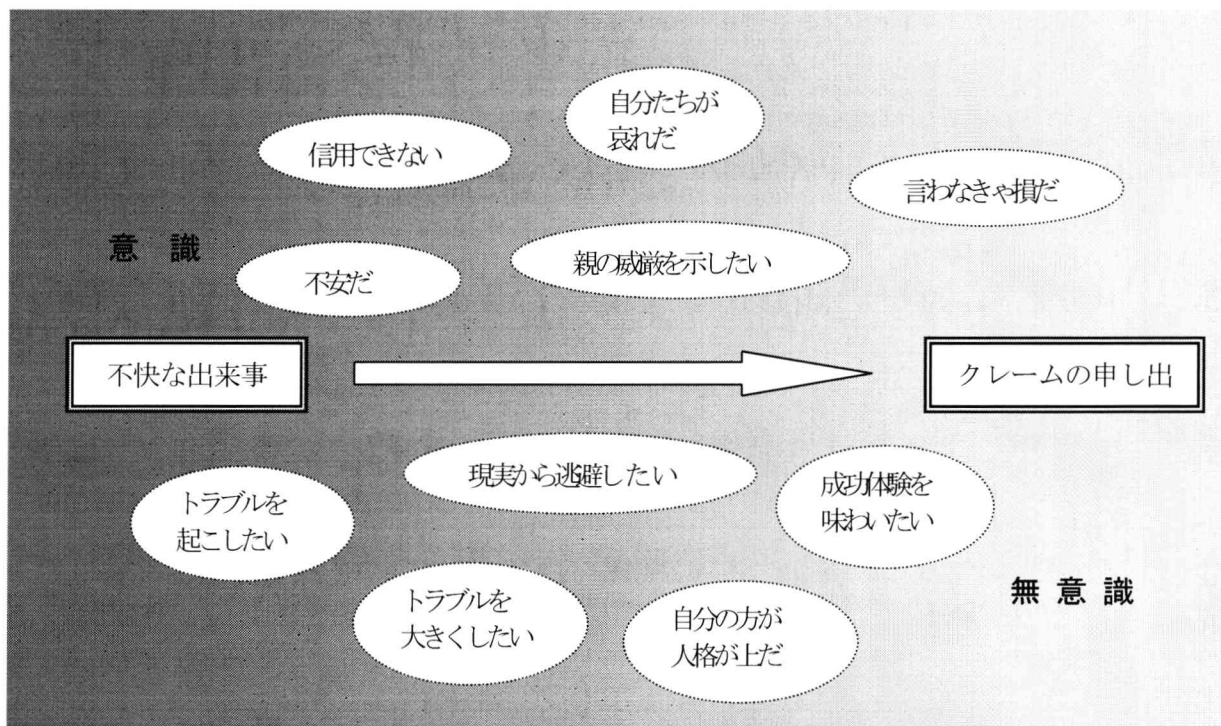 自分たちが
哀れだ
信用できない
言わなきゃ損だ
意 識
親の威厳を示したい
不安だ
不快な出来事
クレームの申し出
現実から逃避したい
成功体験を
味わいたい
トラブルを
起こしたい
無 意 識
トラブルを
大きくしたい
自分の方が
人格が上だ